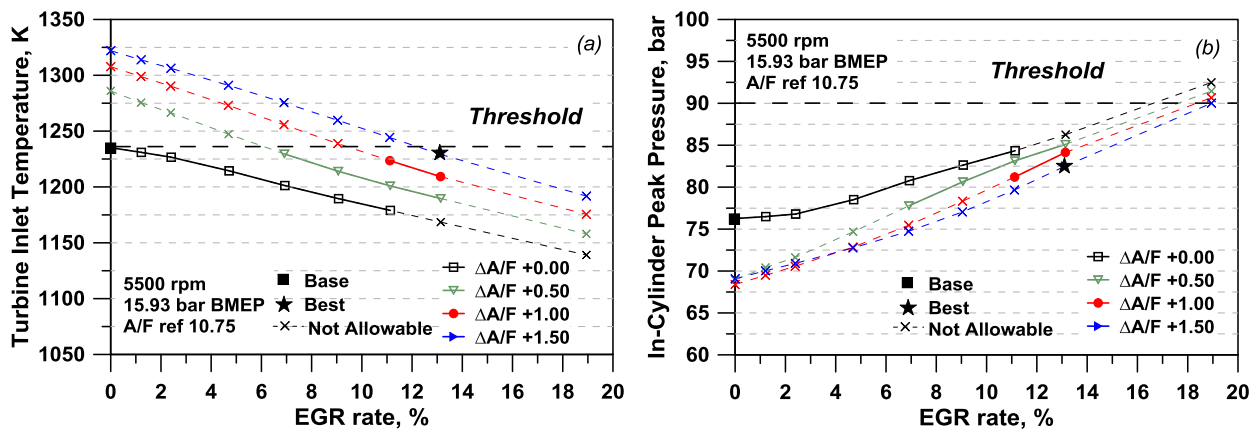 1350
1300
1250
1200
1150
1100
1050
Turbine Inlet Temperature, K
(a)
Threshold
5500 rpm
15.93 bar BMEP
A/F ref 10.75
Base
Best
Not Allowable
ΔA/F +0.00
ΔA/F +0.50
ΔA/F +1.00
ΔA/F +1.50
0 2 4 6 8 10 12 14 16 18 20
EGR rate, %
100
95
90
85
80
75
70
65
60
In-Cylinder Peak Pressure, bar
5500 rpm
15.93 bar BMEP
A/F ref 10.75
(b)
Threshold
Base
Best
Not Allowable
ΔA/F +0.00
ΔA/F +0.50
ΔA/F +1.00
ΔA/F +1.50
0 2 4 6 8 10 12 14 16 18 20
EGR rate, %